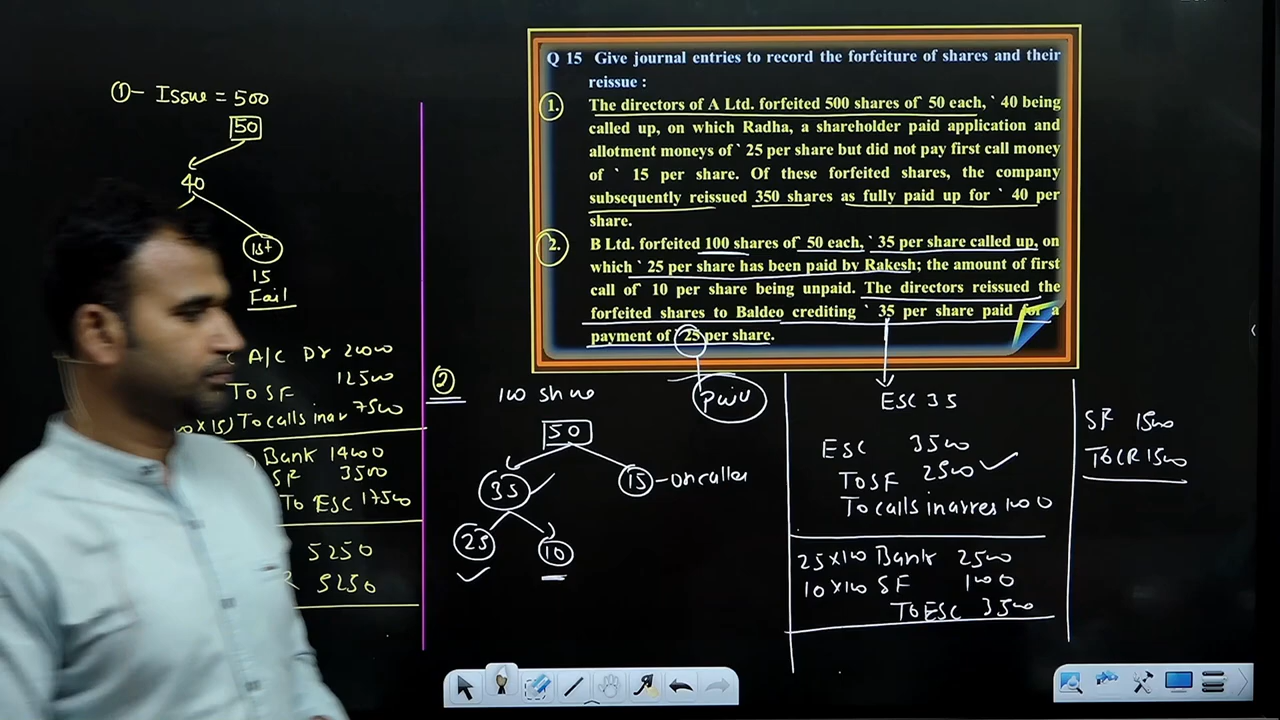 Q 15 Give journal entries to record the forfeiture of shares and their
reissue :
1. The directors of A Ltd. forfeited 500 shares of 50 each, ` 40 being
called up, on which Radha, a shareholder paid application and
allotment moneys of ` 25 per share but did not pay first call money
of ` 15 per share. Of these forfeited shares, the company
subsequently reissued 350 shares as fully paid up for ` 40 per
share.
2. B Ltd. forfeited 100 shares of 50 each, ` 35 per share called up, on
which ` 25 per share has been paid by Rakesh; the amount of first
call of 10 per share being unpaid. The directors reissued the
forfeited shares to Baldeo crediting ` 35 per share paid for a
payment of ` 25 per share.
①- Issue = 500
50
40
1st
15
Fail
A/C Dr 20000
To SF 12500
x 15) To calls in arr 7500
Bank 14000
SF 3500
To ESC 17500
5250
5250
②
100 share
50
35
15 - uncalled
25
10
paid
ESC 35
ESC 3500
To SF 2500
To calls in arres 1000
25x100 Bank 2500
10x100 SF 1000
To ESC 3500
SF 1500
To CR 1500